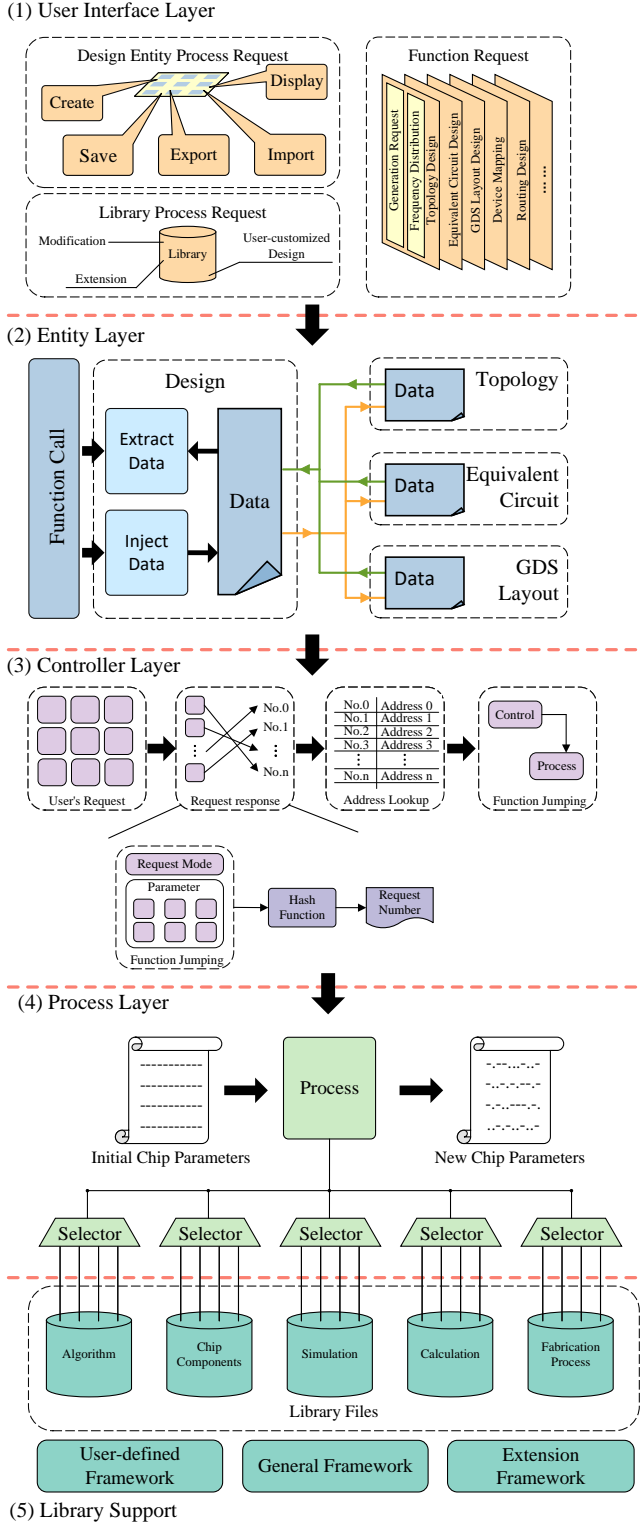 (1) User Interface Layer
Design Entity Process Request
Create
Display
Save
Export
Import
Library Process Request
Modification
Library
User-customized
Design
Extension
Function Request
Generation Request
Frequency Distribution
Topology Design
Equivalent Circuit Design
GDS Layout Design
Device Mapping
Routing Design
... ...
(2) Entity Layer
Function Call
Design
Extract
Data
Inject
Data
Data
Data
Topology
Data
Equivalent
Circuit
Data
GDS
Layout
(3) Controller Layer
User's Request
No.0
No.1
No.n
Request response
No.0 Address 0
No.1 Address 1
No.2 Address 2
No.3 Address 3
No.n Address n
Address Lookup
Control
Process
Function Jumping
Request Mode
Parameter
Function Jumping
Hash
Function
Request
Number
(4) Process Layer
Initial Chip Parameters
Process
New Chip Parameters
Selector
Selector
Selector
Selector
Selector
Algorithm
Chip
Components
Simulation
Calculation
Fabrication
Process
Library Files
User-defined
Framework
General Framework
Extension
Framework
(5) Library Support